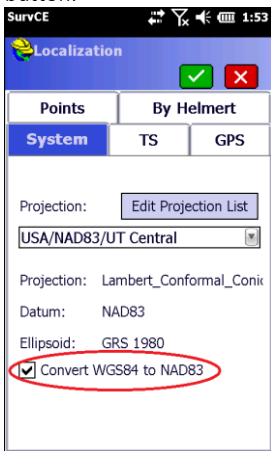 SurvCE 1:53
Localization
Points By Helmert
System TS GPS
Projection: Edit Projection List
USA/NAD83/UT Central
Projection: Lambert_Conformal_Conic
Datum: NAD83
Ellipsoid: GRS 1980
Convert WGS84 to NAD83